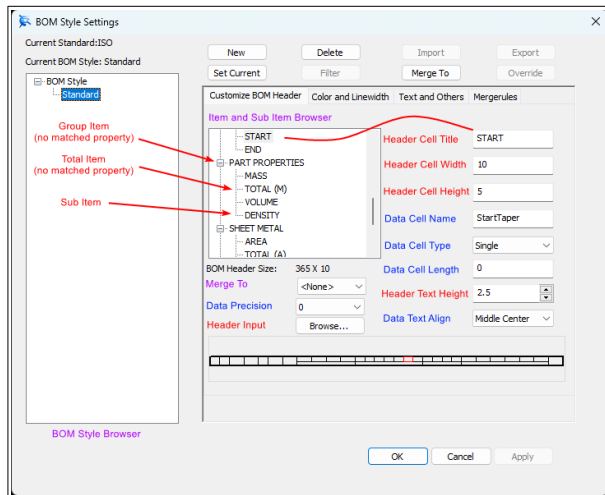 BOM Style Settings
Current Standard:ISO
Current BOM Style: Standard
New Delete Import Export
Set Current Filter Merge To Override
BOM Style
Standard
Customize BOM Header Color and Linewidth Text and Others Mergerules
Item and Sub Item Browser
START
END
PART PROPERTIES
MASS
TOTAL (M)
VOLUME
DENSITY
SHEET METAL
AREA
TOTAL (A)
Group Item
(no matched property)
Total Item
(no matched property)
Sub Item
Header Cell Title START
Header Cell Width 10
Header Cell Height 5
Data Cell Name StartTaper
Data Cell Type Single
Data Cell Length 0
Header Text Height 2.5
Data Text Align Middle Center
BOM Header Size: 365 X 10
Merge To <None>
Data Precision 0
Header Input Browse...
BOM Style Browser
OK Cancel Apply